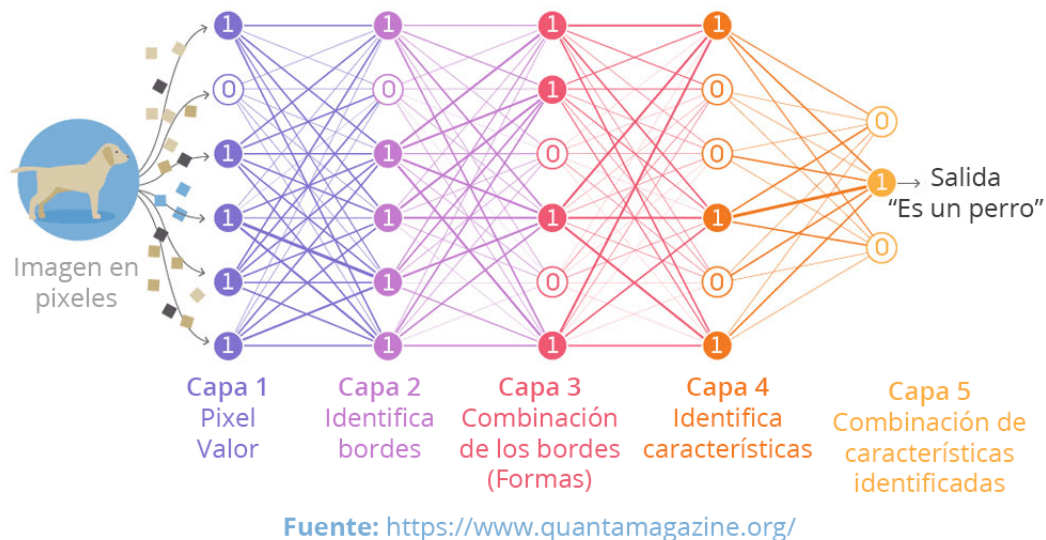 1 1 1 1
0 0 1 0
0
1 1 0 0
1 Salida
“Es un perro”
1 1 1 1
0
Imagen en
pixeles
1 1 0 0
1 1 1 1
Capa 1
Pixel
Valor
Capa 2
Identifica
bordes
Capa 3
Combinación
de los bordes
(Formas)
Capa 4
Identifica
características
Capa 5
Combinación de
características
identificadas
Fuente: https://www.quantamagazine.org/